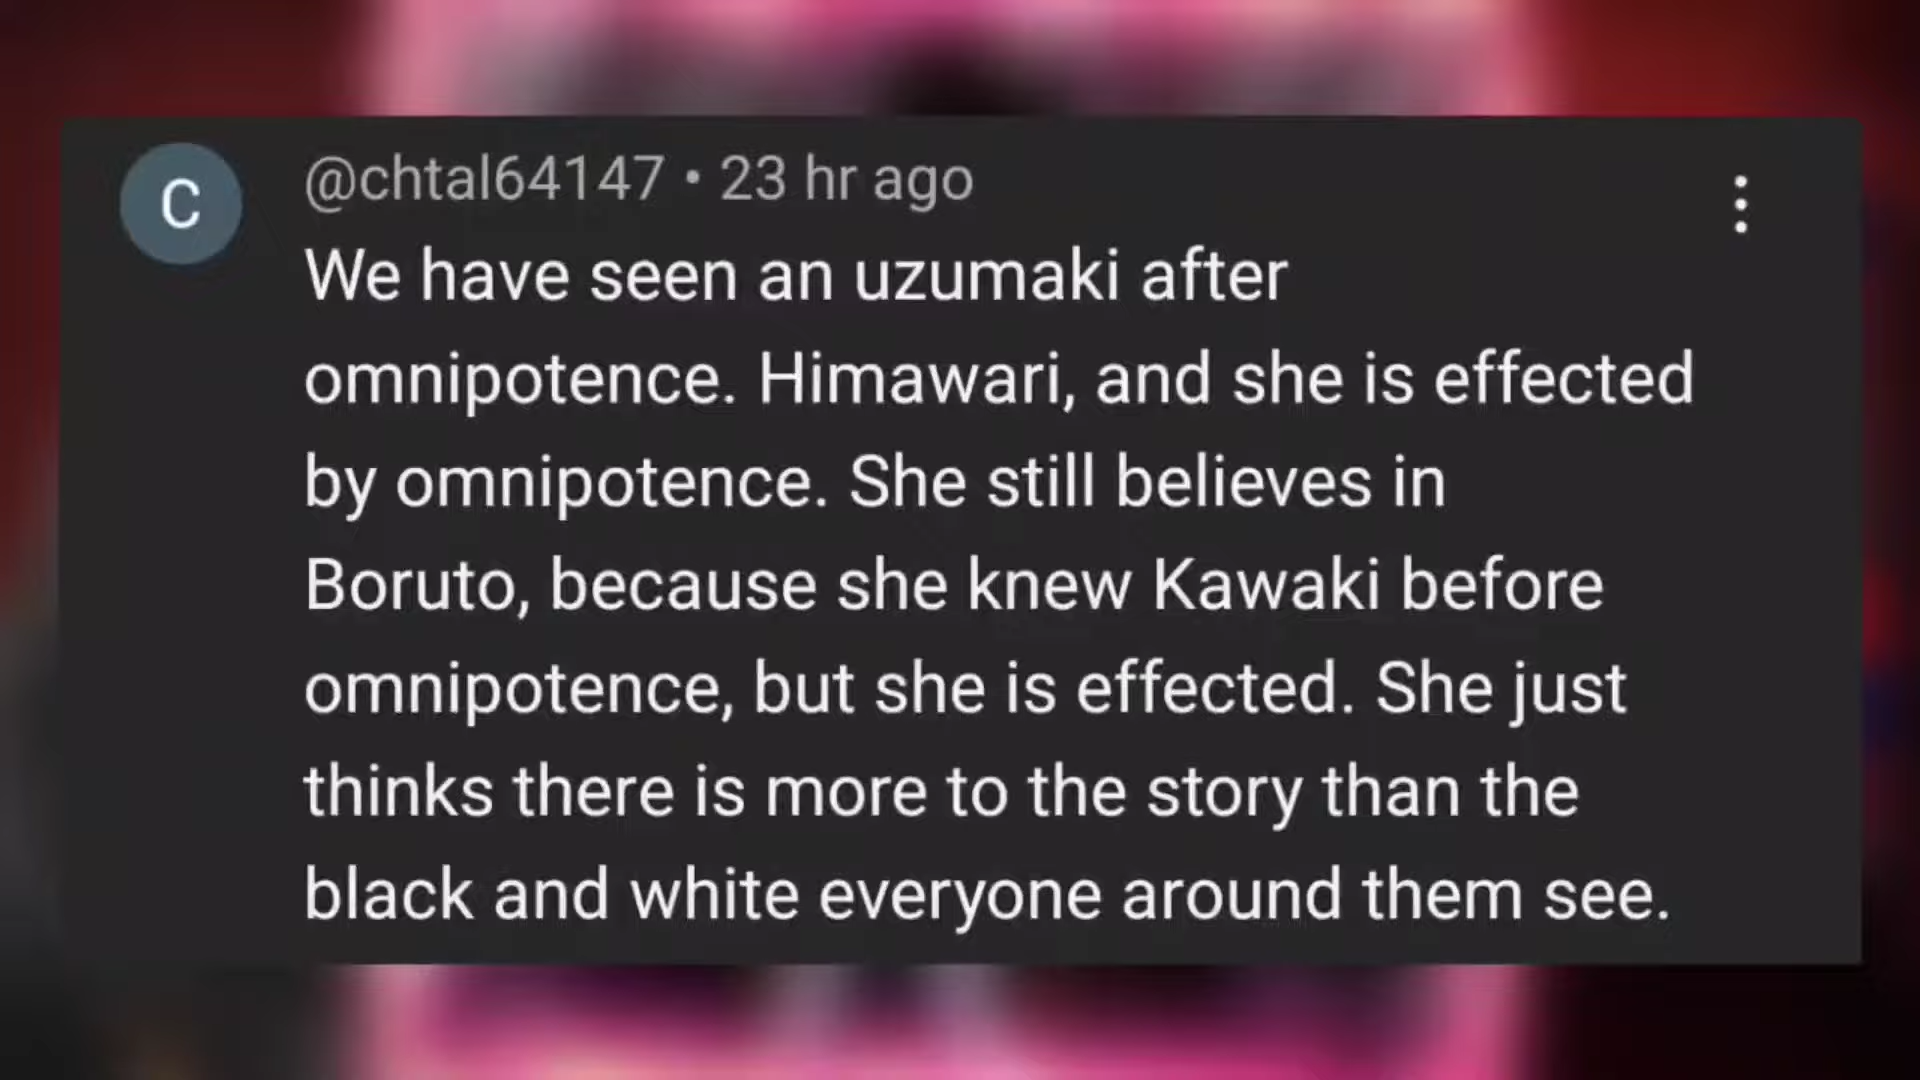 C
@chtal64147 • 23 hr ago
We have seen an uzumaki after
omnipotence. Himawari, and she is effected
by omnipotence. She still believes in
Boruto, because she knew Kawaki before
omnipotence, but she is effected. She just
thinks there is more to the story than the
black and white everyone around them see.